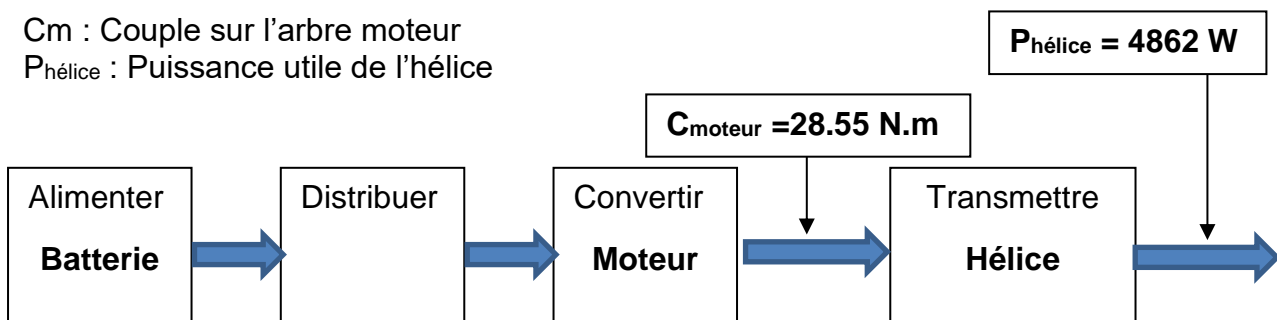 Cm : Couple sur l’arbre moteur
Phélice : Puissance utile de l’hélice
Phélice = 4862 W
Cmoteur =28.55 N.m
Alimenter
Batterie
Distribuer
Convertir
Moteur
Transmettre
Hélice